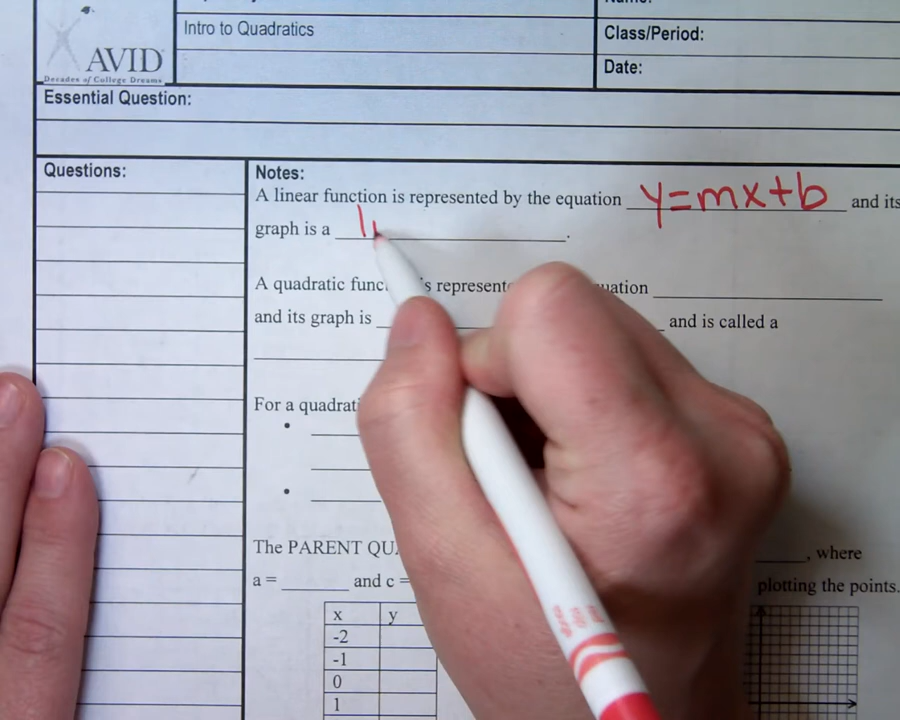 AVID
Decades of College Dreams
Intro to Quadratics
Class/Period:
Date:
Essential Question:
Questions:
Notes:
A linear function is represented by the equation y=mx+b and its
graph is a
A quadratic func s represent uation
and its graph is and is called a
For a quadrati
The PARENT QU , where
a = and c = plotting the points.
x y
-2
-1
0
1